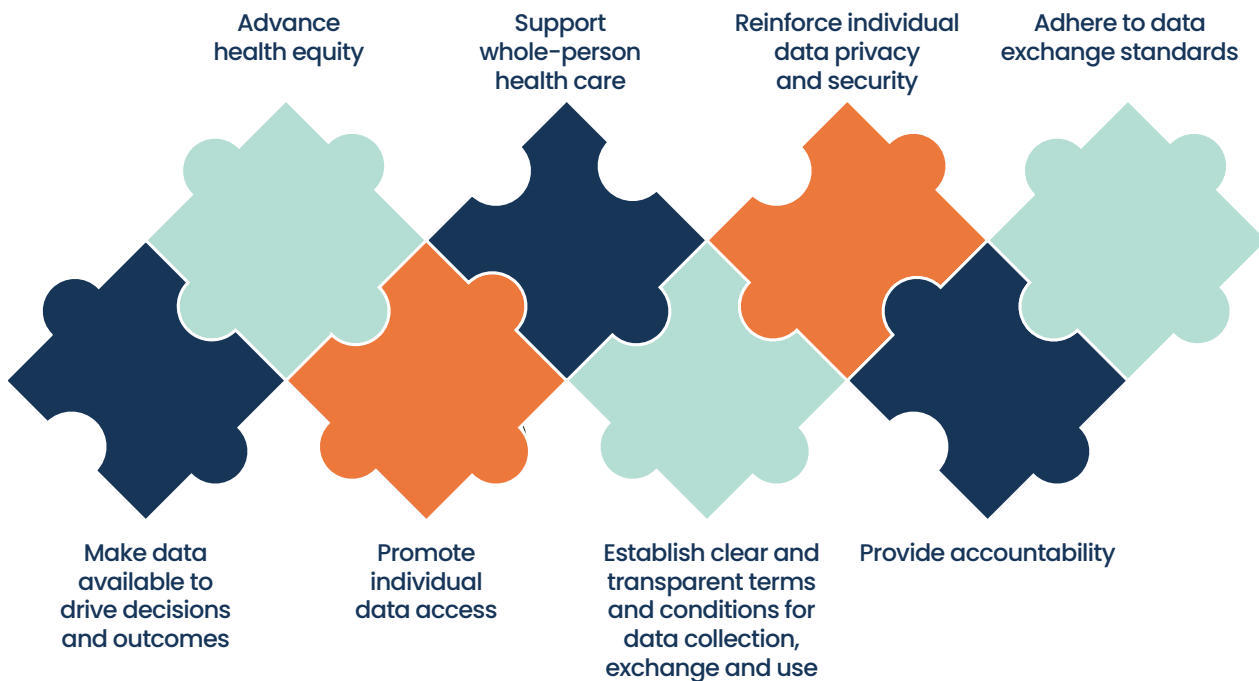 Advance
health equity
Support
whole-person
health care
Reinforce individual
data privacy
and security
Adhere to data
exchange standards
Make data
available to
drive decisions
and outcomes
Promote
individual
data access
Establish clear and
transparent terms
and conditions for
data collection,
exchange and use
Provide accountability